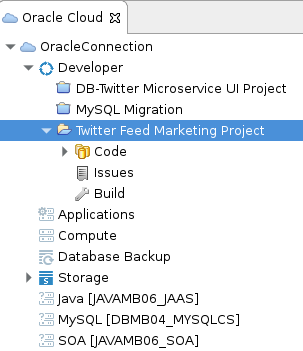 Oracle Cloud
OracleConnection
Developer
DB-Twitter Microservice UI Project
MySQL Migration
Twitter Feed Marketing Project
Code
Issues
Build
Applications
Compute
Database Backup
Storage
Java [JAVAMB06_JAAS]
MySQL [DBMB04_MYSQLCS]
SOA [JAVAMB06_SOA]